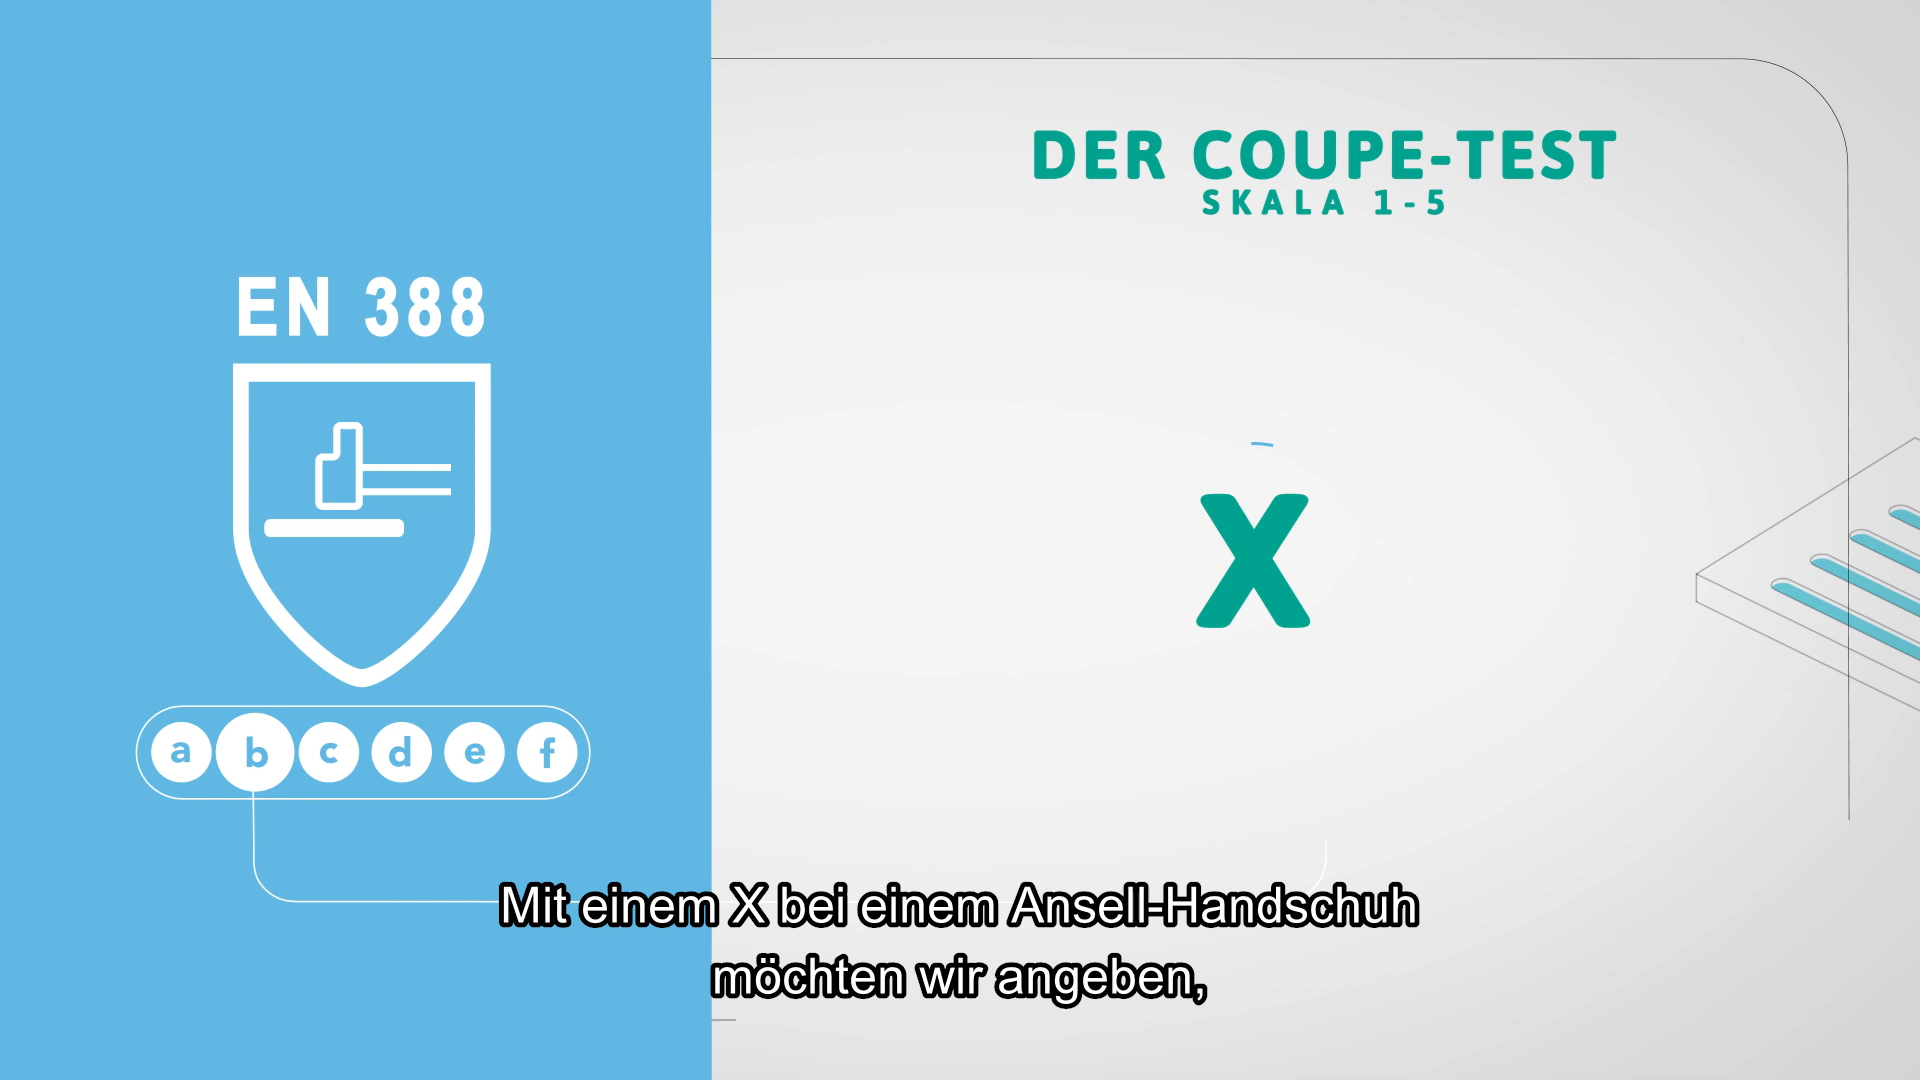 EN 388
a b c d e f
DER COUPE-TEST
SKALA 1-5
X
Mit einem X bei einem Ansell-Handschuh
möchten wir angeben,